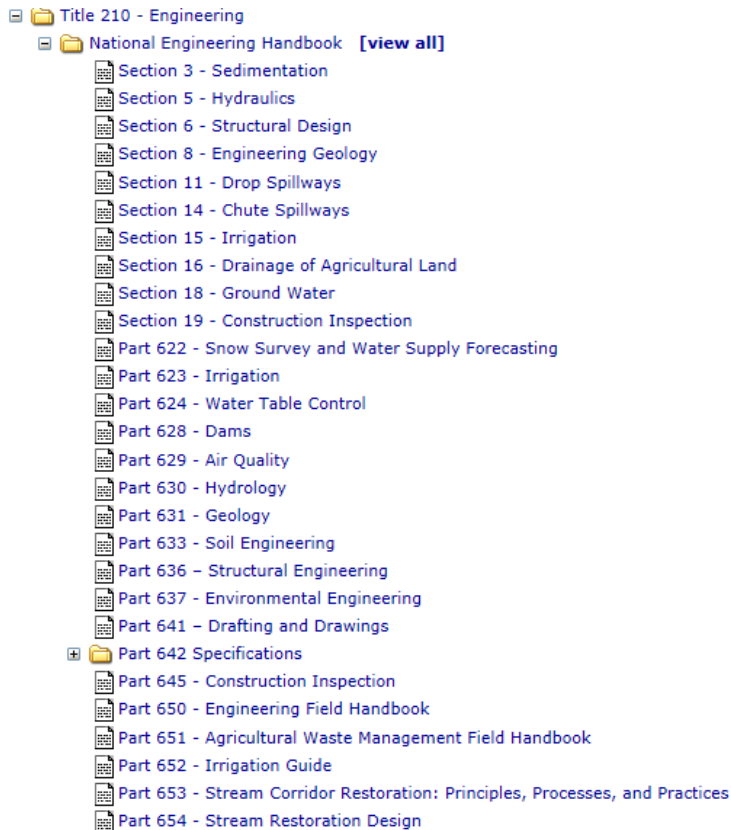 Title 210 - Engineering
National Engineering Handbook [view all]
Section 3 - Sedimentation
Section 5 - Hydraulics
Section 6 - Structural Design
Section 8 - Engineering Geology
Section 11 - Drop Spillways
Section 14 - Chute Spillways
Section 15 - Irrigation
Section 16 - Drainage of Agricultural Land
Section 18 - Ground Water
Section 19 - Construction Inspection
Part 622 - Snow Survey and Water Supply Forecasting
Part 623 - Irrigation
Part 624 - Water Table Control
Part 628 - Dams
Part 629 - Air Quality
Part 630 - Hydrology
Part 631 - Geology
Part 633 - Soil Engineering
Part 636 – Structural Engineering
Part 637 - Environmental Engineering
Part 641 – Drafting and Drawings
Part 642 Specifications
Part 645 - Construction Inspection
Part 650 - Engineering Field Handbook
Part 651 - Agricultural Waste Management Field Handbook
Part 652 - Irrigation Guide
Part 653 - Stream Corridor Restoration: Principles, Processes, and Practices
Part 654 - Stream Restoration Design